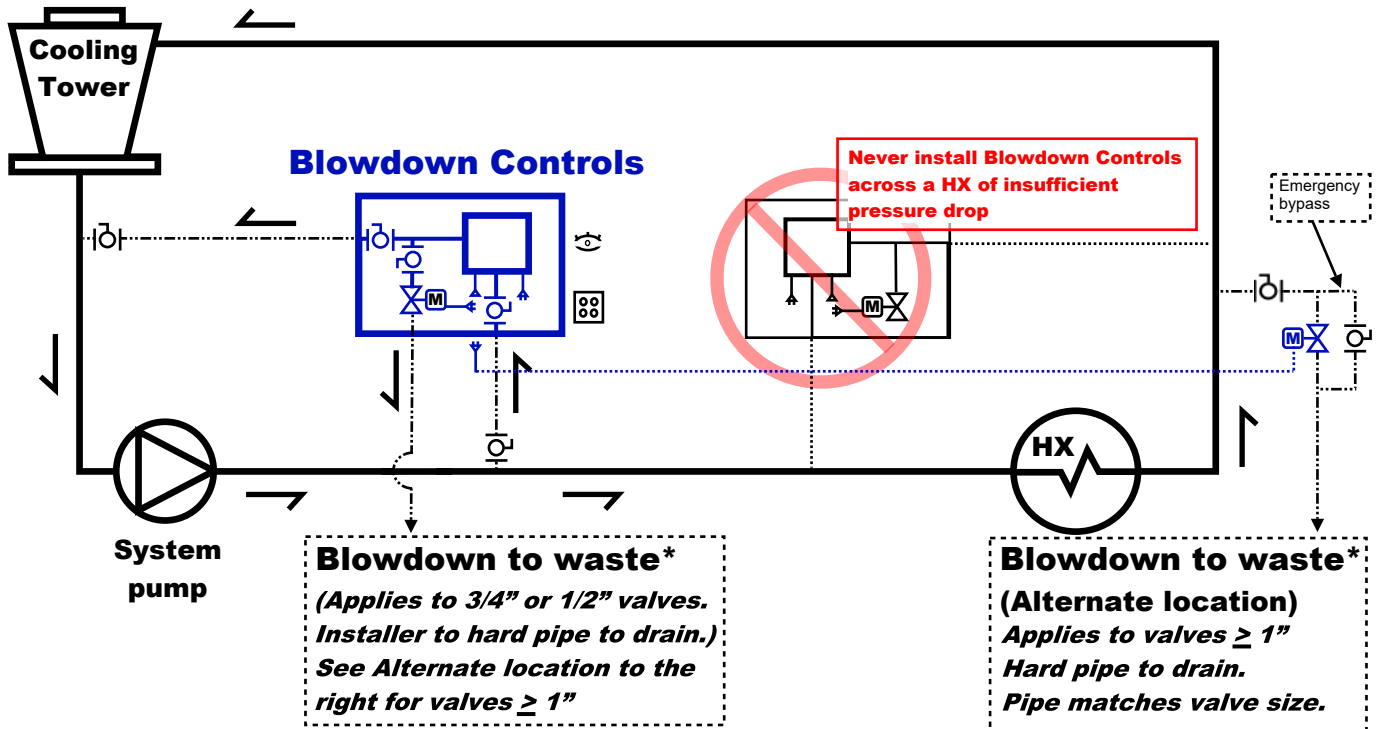 Cooling
Tower
Blowdown Controls
Never install Blowdown Controls
across a HX of insufficient
pressure drop
Emergency
bypass
M
M
M
HX
System
pump
Blowdown to waste*
(Applies to 3/4” or 1/2” valves.
Installer to hard pipe to drain.)
See Alternate location to the
right for valves ≥ 1”
Blowdown to waste*
(Alternate location)
Applies to valves ≥ 1”
Hard pipe to drain.
Pipe matches valve size.